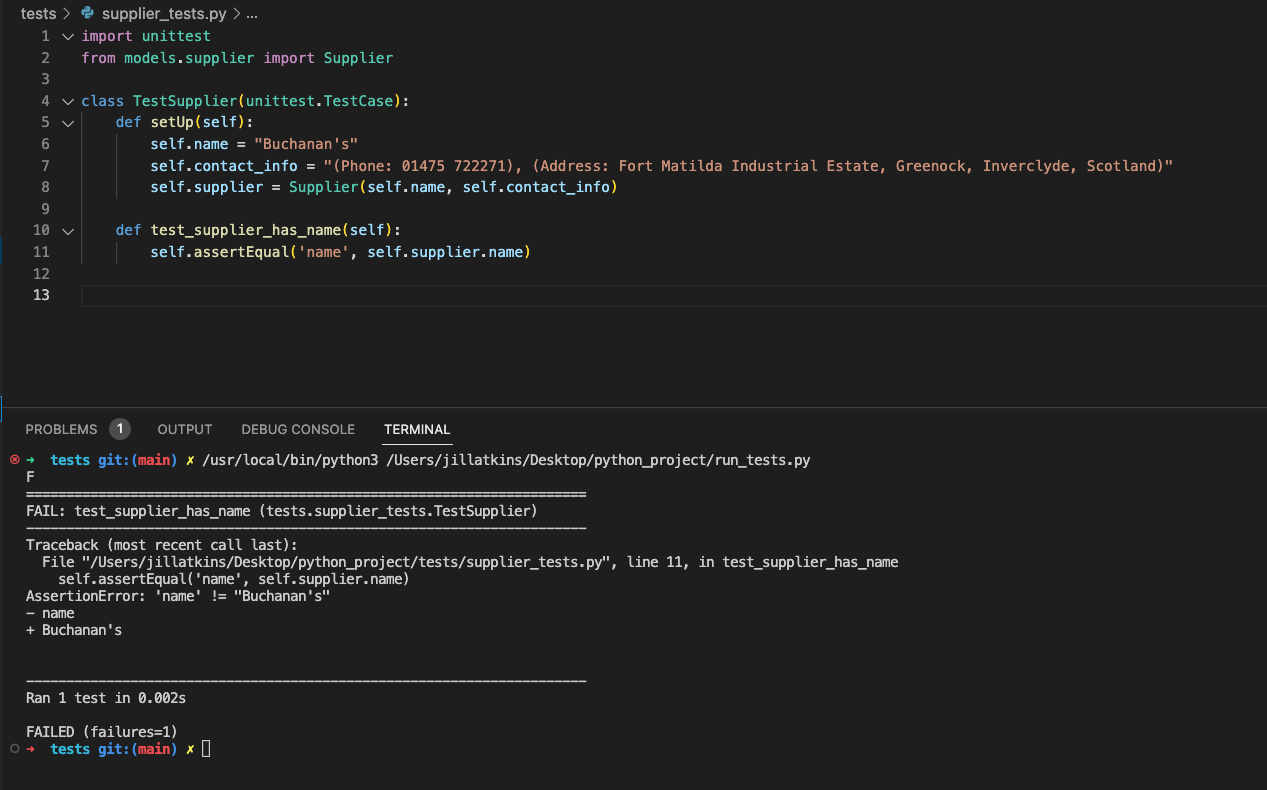 tests > supplier_tests.py > ...
1 import unittest
2 from models.supplier import Supplier
3
4 class TestSupplier(unittest.TestCase):
5 def setUp(self):
6 self.name = "Buchanan's"
7 self.contact_info = "(Phone: 01475 722271), (Address: Fort Matilda Industrial Estate, Greenock, Inverclyde, Scotland)"
8 self.supplier = Supplier(self.name, self.contact_info)
9
10 def test_supplier_has_name(self):
11 self.assertEqual('name', self.supplier.name)
12
13
PROBLEMS 1 OUTPUT DEBUG CONSOLE TERMINAL
→ tests git:(main) ✗ /usr/local/bin/python3 /Users/jillatkins/Desktop/python_project/run_tests.py
F
======================================================================
FAIL: test_supplier_has_name (tests.supplier_tests.TestSupplier)
----------------------------------------------------------------------
Traceback (most recent call last):
File "/Users/jillatkins/Desktop/python_project/tests/supplier_tests.py", line 11, in test_supplier_has_name
self.assertEqual('name', self.supplier.name)
AssertionError: 'name' != "Buchanan's"
- name
+ Buchanan's
----------------------------------------------------------------------
Ran 1 test in 0.002s
FAILED (failures=1)
→ tests git:(main) ✗